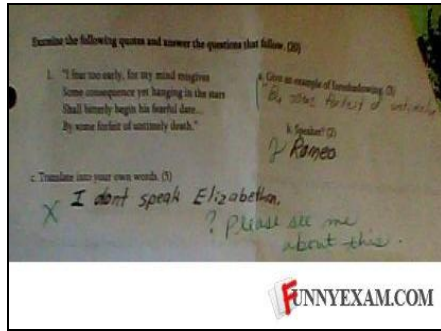 Examine the following quotes and answer the questions that follow. (20)
1. "I fear too early, for my mind misgives
Some consequence yet hanging in the stars
Shall bitterly begin his fearful date...
By some forfeit of untimely death."
a. Give an example of foreshadowing. (3)
"By some forfeit of untimely
b. Speaker? (2)
Romeo
c. Translate into your own words. (5)
X I dont speak Elizabethan.
? Please see me
about this.
FUNNYEXAM.COM